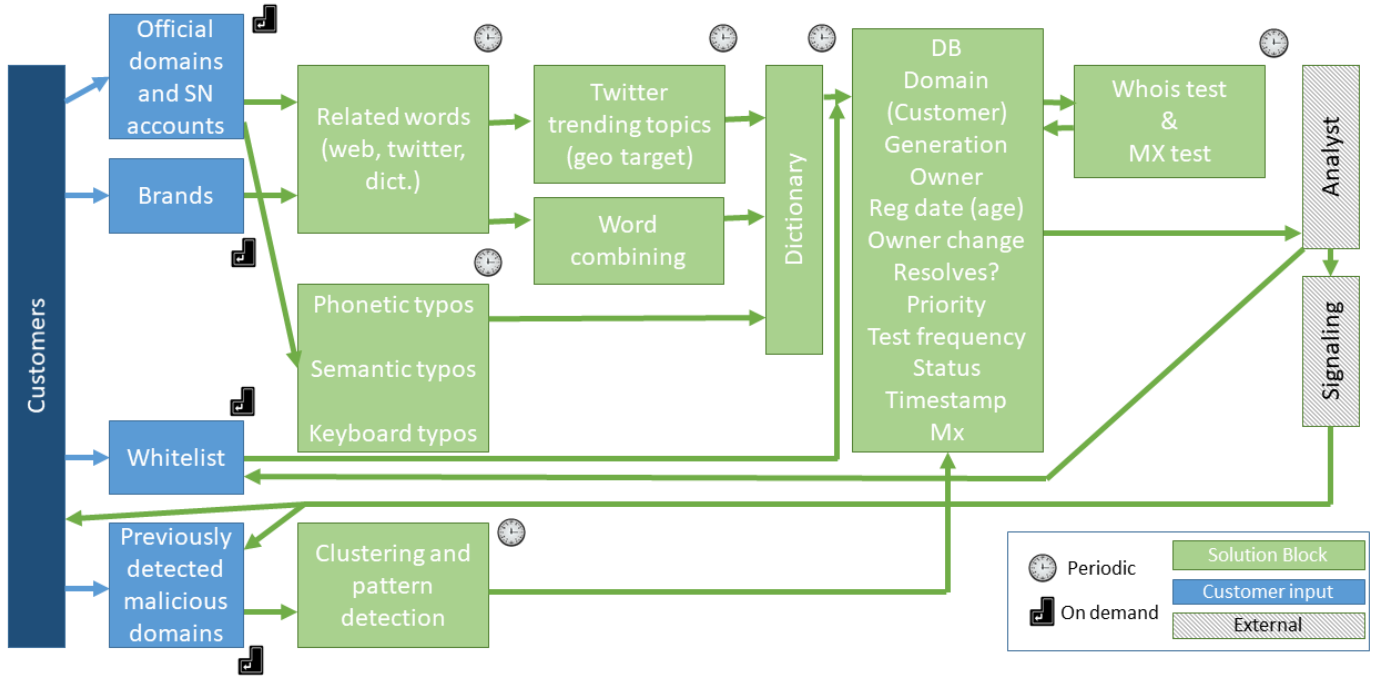 Customers
Official
domains
and SN
accounts
Brands
Whitelist
Previously
detected
malicious
domains
Related words
(web, twitter,
dict.)
Phonetic typos
Semantic typos
Keyboard typos
Clustering and
pattern
detection
Twitter
trending topics
(geo target)
Word
combining
Dictionary
DB
Domain
(Customer)
Generation
Owner
Reg date (age)
Owner change
Resolves?
Priority
Test frequency
Status
Timestamp
Mx
Whois test
&
MX test
Analyst
Signaling
Periodic
On demand
Solution Block
Customer input
External